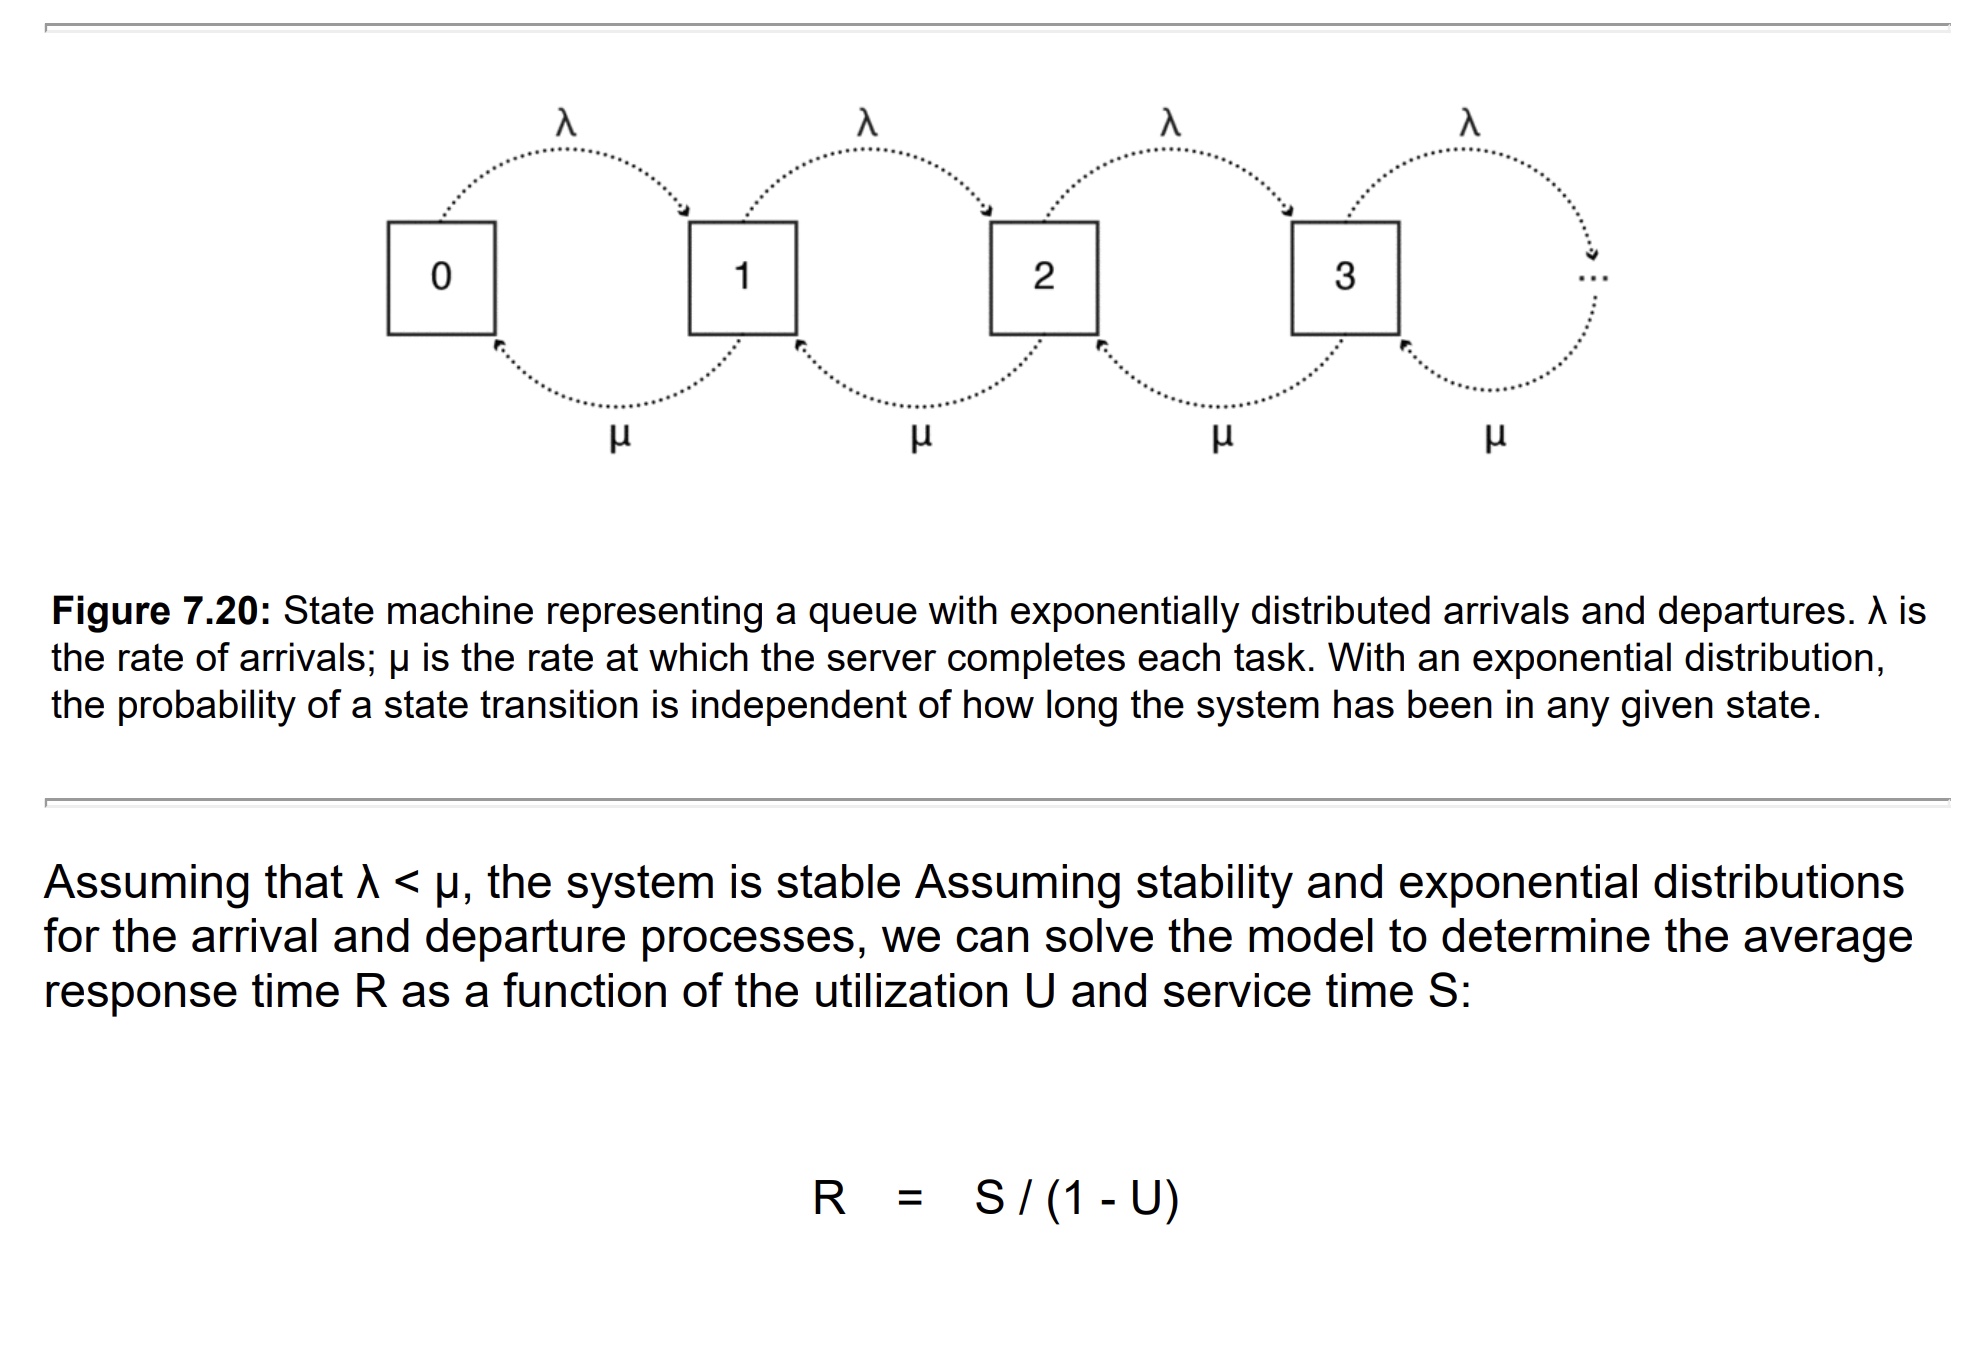 λ λ λ λ
0 1 2 3 ...
μ μ μ μ
Figure 7.20: State machine representing a queue with exponentially distributed arrivals and departures. λ is
the rate of arrivals; μ is the rate at which the server completes each task. With an exponential distribution,
the probability of a state transition is independent of how long the system has been in any given state.
Assuming that λ < μ, the system is stable Assuming stability and exponential distributions
for the arrival and departure processes, we can solve the model to determine the average
response time R as a function of the utilization U and service time S:
R = S / (1 - U)